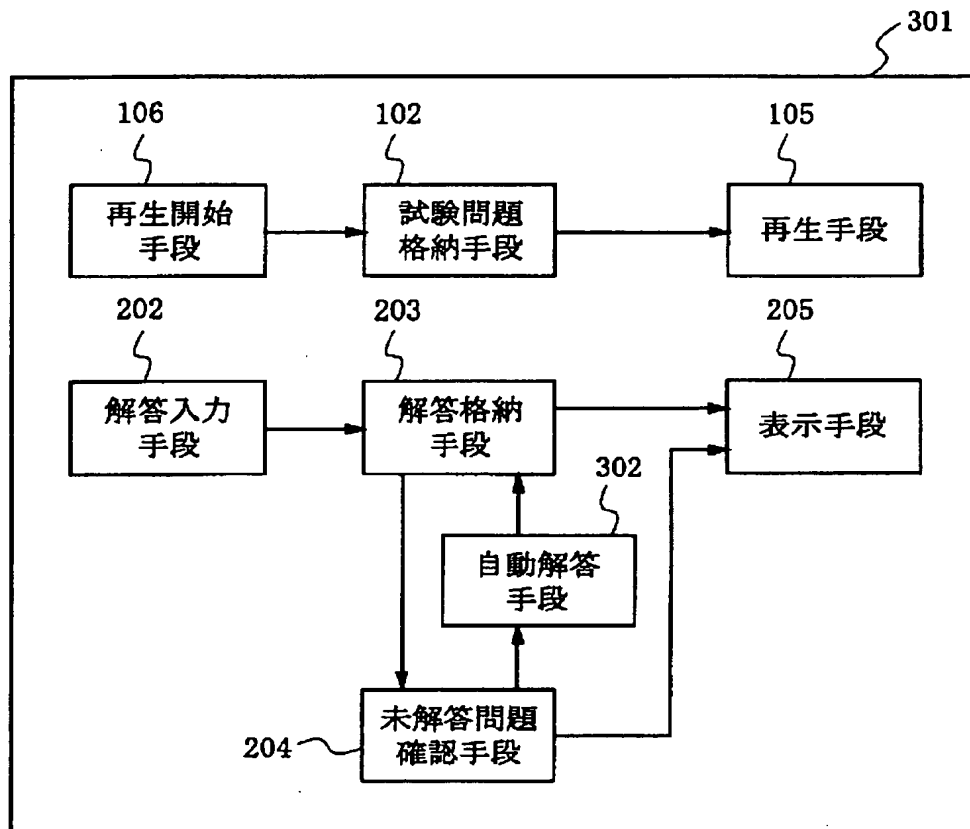 301
106
102
105
再生開始
手段
試験問題
格納手段
再生手段
202
203
205
解答入力
手段
解答格納
手段
表示手段
302
自動解答
手段
204
未解答問題
確認手段